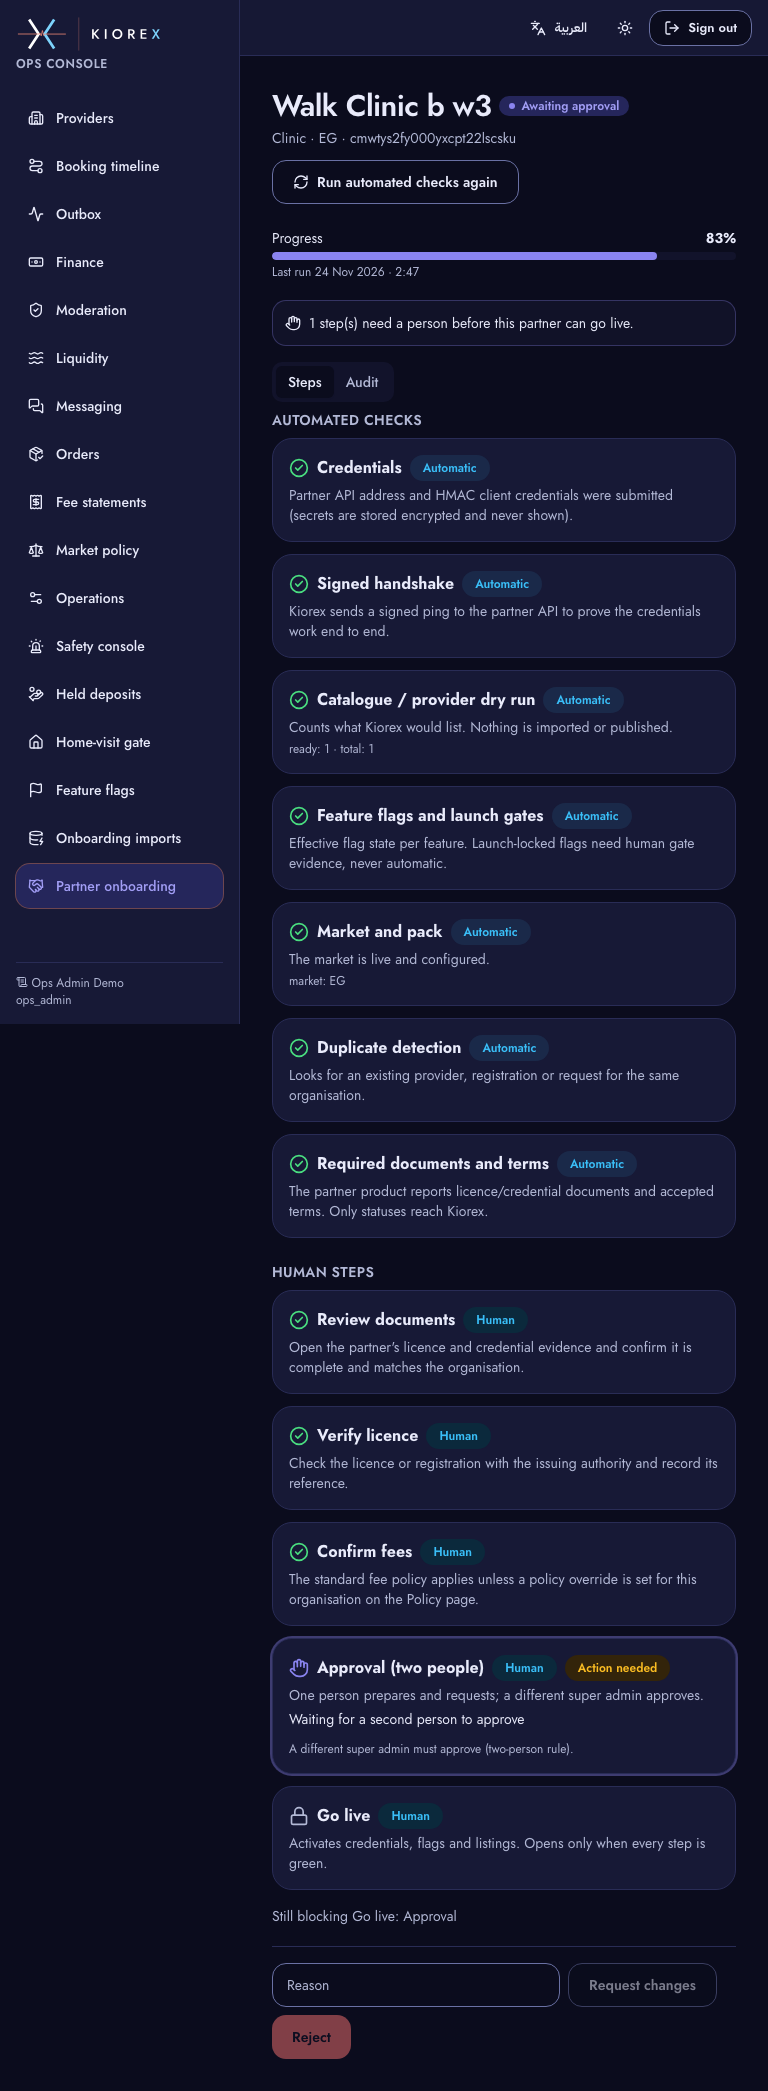 KIOREX
OPS CONSOLE
Providers
Booking timeline
Outbox
Finance
Moderation
Liquidity
Messaging
Orders
Fee statements
Market policy
Operations
Safety console
Held deposits
Home-visit gate
Feature flags
Onboarding imports
Partner onboarding
Ops Admin Demo
ops_admin
العربية
Sign out
Walk Clinic b w3
Awaiting approval
Clinic · EG · cmwtys2fy000yxcpt22lscsku
Run automated checks again
Progress 83%
Last run 24 Nov 2026 · 2:47
1 step(s) need a person before this partner can go live.
Steps Audit
AUTOMATED CHECKS
Credentials Automatic
Partner API address and HMAC client credentials were submitted
(secrets are stored encrypted and never shown).
Signed handshake Automatic
Kiorex sends a signed ping to the partner API to prove the credentials
work end to end.
Catalogue / provider dry run Automatic
Counts what Kiorex would list. Nothing is imported or published.
ready: 1 · total: 1
Feature flags and launch gates Automatic
Effective flag state per feature. Launch-locked flags need human gate
evidence, never automatic.
Market and pack Automatic
The market is live and configured.
market: EG
Duplicate detection Automatic
Looks for an existing provider, registration or request for the same
organisation.
Required documents and terms Automatic
The partner product reports licence/credential documents and accepted
terms. Only statuses reach Kiorex.
HUMAN STEPS
Review documents Human
Open the partner's licence and credential evidence and confirm it is
complete and matches the organisation.
Verify licence Human
Check the licence or registration with the issuing authority and record its
reference.
Confirm fees Human
The standard fee policy applies unless a policy override is set for this
organisation on the Policy page.
Approval (two people) Human Action needed
One person prepares and requests; a different super admin approves.
Waiting for a second person to approve
A different super admin must approve (two-person rule).
Go live Human
Activates credentials, flags and listings. Opens only when every step is
green.
Still blocking Go live: Approval
Reason
Request changes
Reject